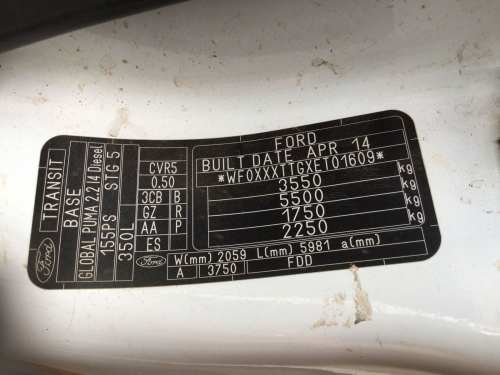 Ford
TRANSIT
BASE
GLOBAL PUMA 2.2 I4 Diesel
155PS STG 5
350L
CVR5
0.50
3CB B
GZ R
AA P
ES
Ford
FORD
BUILT DATE APR 14
*WF0XXXTTGXET01609*
3550 kg
5500 kg
1750 kg
2250 kg
W(mm) 2059 L(mm) 5981 a(mm)
A 3750 FDD